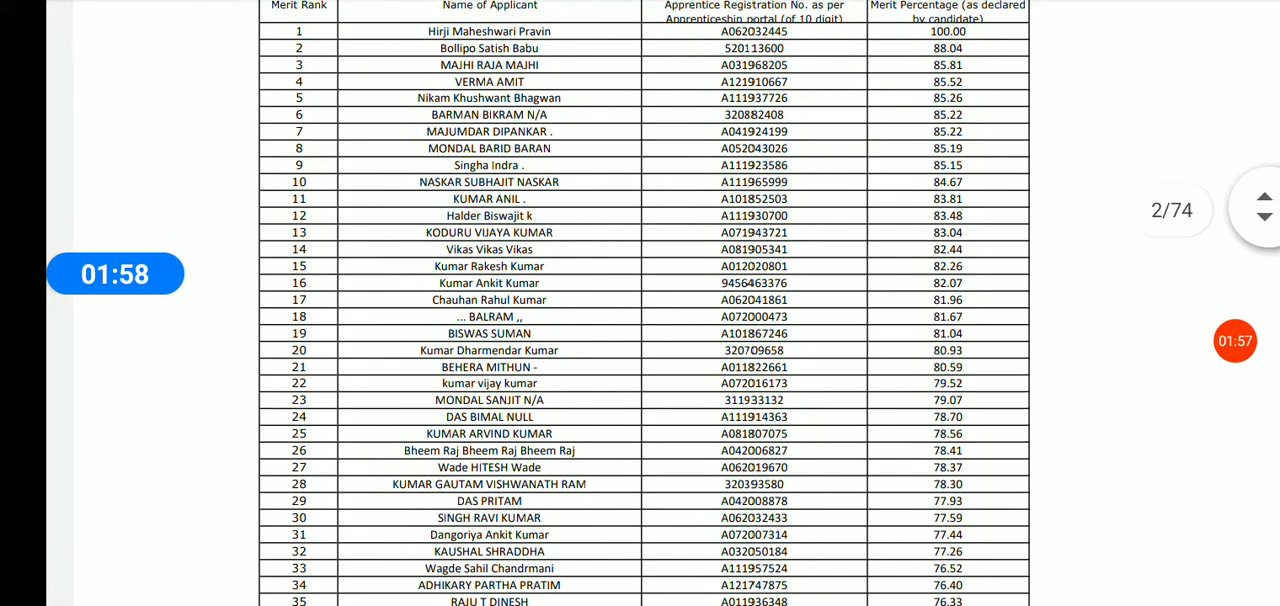 Merit Rank Name of Applicant Apprentice Registration No. as per Merit Percentage (as declared
Apprenticeship portal (of 10 digit) by candidate)
1 Hirji Maheshwari Pravin A062032445 100.00
2 Bollipo Satish Babu 520113600 88.04
3 MAJHI RAJA MAJHI A031968205 85.81
4 VERMA AMIT A121910667 85.52
5 Nikam Khushwant Bhagwan A111937726 85.26
6 BARMAN BIKRAM N/A 320882408 85.22
7 MAJUMDAR DIPANKAR . A041924199 85.22
8 MONDAL BARID BARAN A052043026 85.19
9 Singha Indra . A111923586 85.15
10 NASKAR SUBHAJIT NASKAR A111965999 84.67
11 KUMAR ANIL . A101852503 83.81
12 Halder Biswajit k A111930700 83.48
13 KODURU VIJAYA KUMAR A071943721 83.04
14 Vikas Vikas Vikas A081905341 82.44
15 Kumar Rakesh Kumar A012020801 82.26
16 Kumar Ankit Kumar 9456463376 82.07
17 Chauhan Rahul Kumar A062041861 81.96
18 ... BALRAM ,, A072000473 81.67
19 BISWAS SUMAN A101867246 81.04
20 Kumar Dharmendar Kumar 320709658 80.93
21 BEHERA MITHUN - A011822661 80.59
22 kumar vijay kumar A072016173 79.52
23 MONDAL SANJIT N/A 311933132 79.07
24 DAS BIMAL NULL A111914363 78.70
25 KUMAR ARVIND KUMAR A081807075 78.56
26 Bheem Raj Bheem Raj Bheem Raj A042006827 78.41
27 Wade HITESH Wade A062019670 78.37
28 KUMAR GAUTAM VISHWANATH RAM 320393580 78.30
29 DAS PRITAM A042008878 77.93
30 SINGH RAVI KUMAR A062032433 77.59
31 Dangoriya Ankit Kumar A072007314 77.44
32 KAUSHAL SHRADDHA A032050184 77.26
33 Wagde Sahil Chandrmani A111957524 76.52
34 ADHIKARY PARTHA PRATIM A121747875 76.40
35 RAJU T DINESH A011936348 76.33
2/74
01:58
01:57